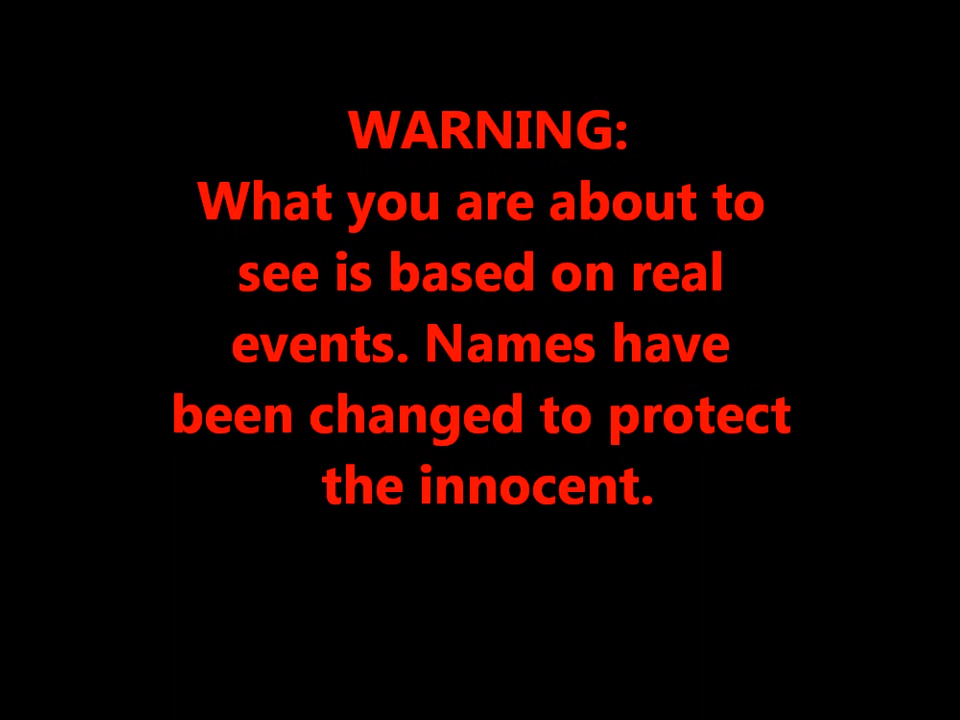 WARNING:
What you are about to
see is based on real
events. Names have
been changed to protect
the innocent.